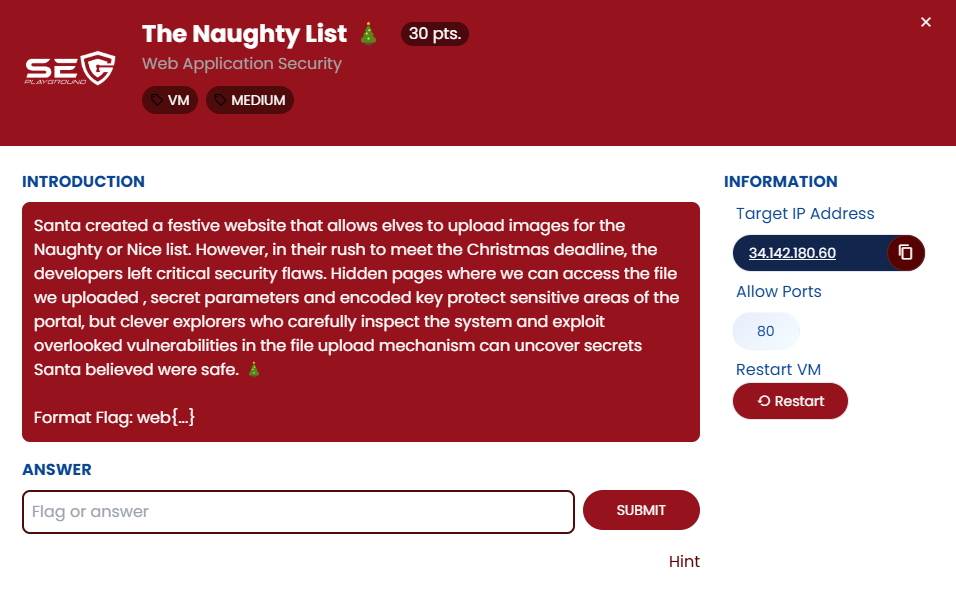 The Naughty List 🎄 30 pts.
Web Application Security
VM MEDIUM
SEC
PLAYGROUND
INTRODUCTION
Santa created a festive website that allows elves to upload images for the
Naughty or Nice list. However, in their rush to meet the Christmas deadline, the
developers left critical security flaws. Hidden pages where we can access the file
we uploaded , secret parameters and encoded key protect sensitive areas of the
portal, but clever explorers who carefully inspect the system and exploit
overlooked vulnerabilities in the file upload mechanism can uncover secrets
Santa believed were safe. 🎄
Format Flag: web{...}
ANSWER
Flag or answer
SUBMIT
Hint
INFORMATION
Target IP Address
34.142.180.60
Allow Ports
80
Restart VM
Restart